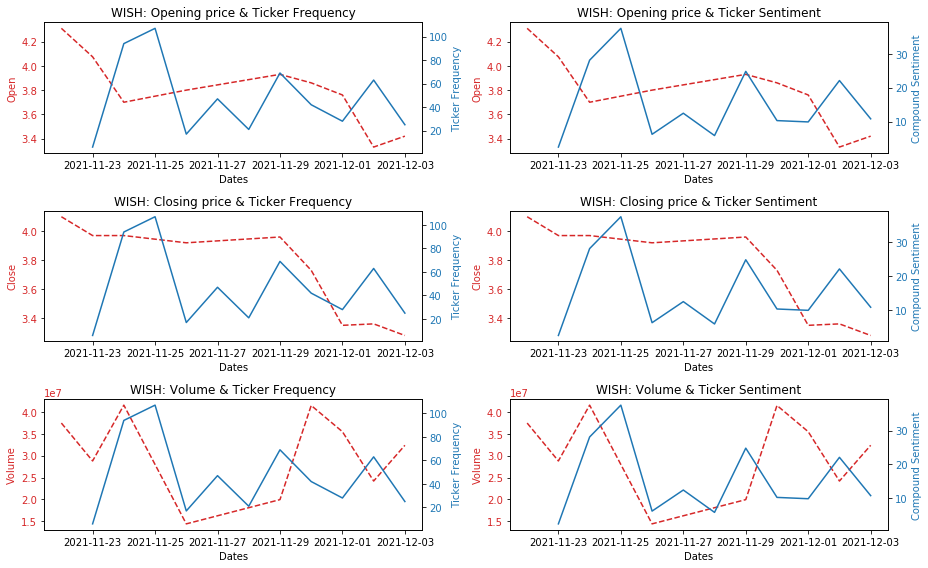 WISH: Opening price & Ticker Frequency
4.2
4.0
3.8
3.6
3.4
Open
100
80
60
40
20
Ticker Frequency
2021-11-23 2021-11-25 2021-11-27 2021-11-29 2021-12-01 2021-12-03
Dates
WISH: Opening price & Ticker Sentiment
4.2
4.0
3.8
3.6
3.4
Open
30
20
10
Compound Sentiment
2021-11-23 2021-11-25 2021-11-27 2021-11-29 2021-12-01 2021-12-03
Dates
WISH: Closing price & Ticker Frequency
4.0
3.8
3.6
3.4
Close
100
80
60
40
20
Ticker Frequency
2021-11-23 2021-11-25 2021-11-27 2021-11-29 2021-12-01 2021-12-03
Dates
WISH: Closing price & Ticker Sentiment
4.0
3.8
3.6
3.4
Close
30
20
10
Compound Sentiment
2021-11-23 2021-11-25 2021-11-27 2021-11-29 2021-12-01 2021-12-03
Dates
WISH: Volume & Ticker Frequency
1e7
4.0
3.5
3.0
2.5
2.0
1.5
Volume
100
80
60
40
20
Ticker Frequency
2021-11-23 2021-11-25 2021-11-27 2021-11-29 2021-12-01 2021-12-03
Dates
WISH: Volume & Ticker Sentiment
1e7
4.0
3.5
3.0
2.5
2.0
1.5
Volume
30
20
10
Compound Sentiment
2021-11-23 2021-11-25 2021-11-27 2021-11-29 2021-12-01 2021-12-03
Dates